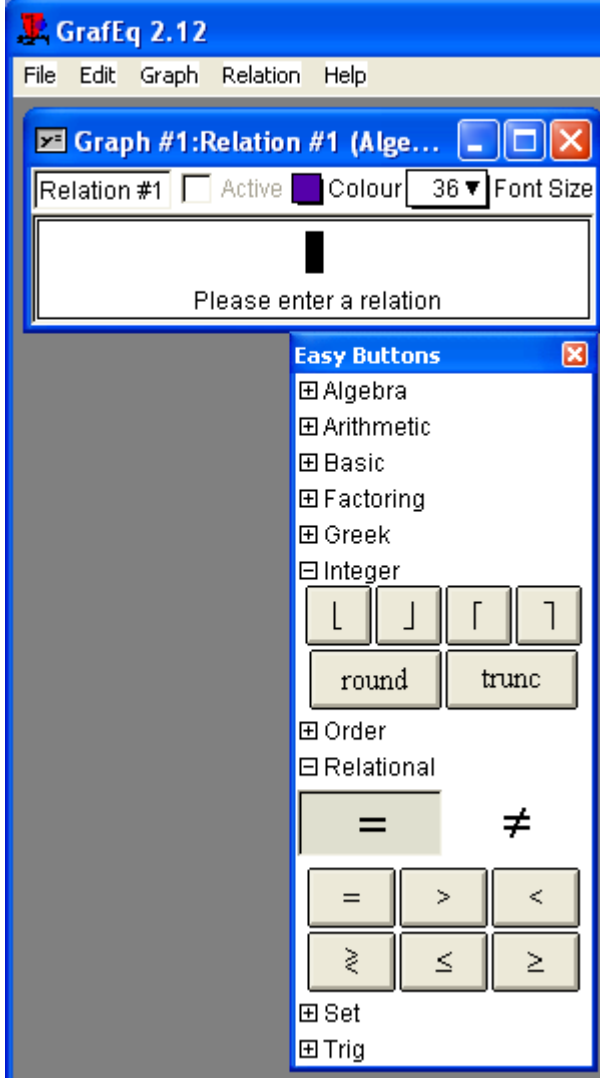 GrafEq 2.12
File Edit Graph Relation Help
Graph #1:Relation #1 (Alge...
Relation #1 Active Colour 36 ▼ Font Size
Please enter a relation
Easy Buttons
Algebra
Arithmetic
Basic
Factoring
Greek
Integer
⌊ ⌋ ⌈ ⌉
round trunc
Order
Relational
= ≠
= > <
≷ ≤ ≥
Set
Trig